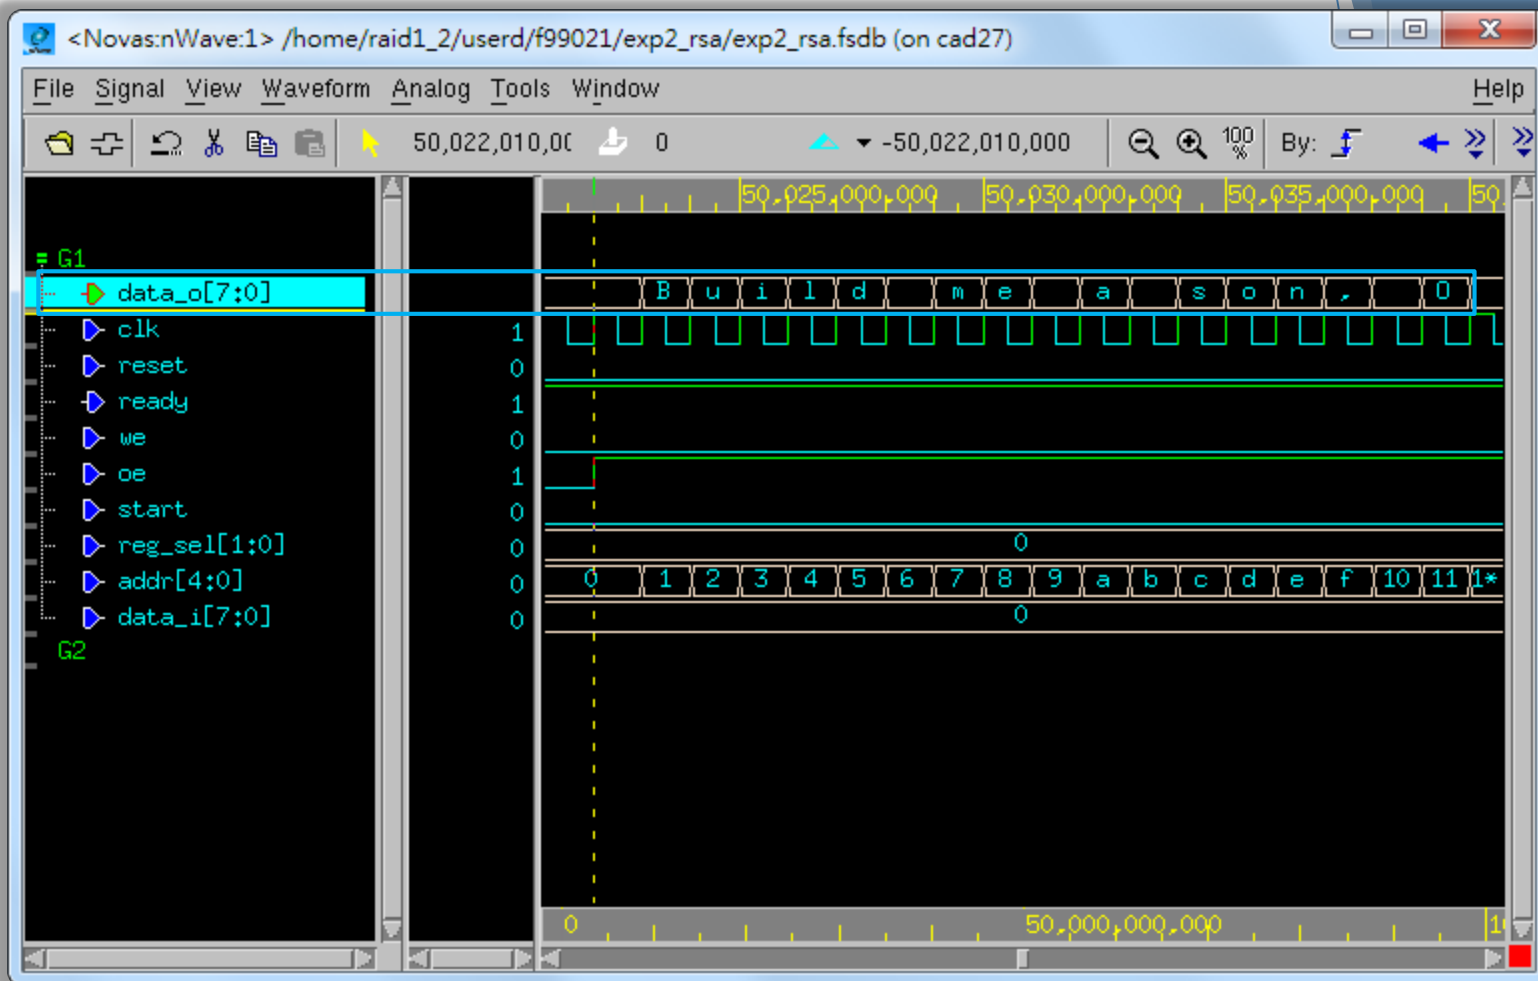 <Novas:nWave:1> /home/raid1_2/userd/f99021/exp2_rsa/exp2_rsa.fsdb (on cad27)
File Signal View Waveform Analog Tools Window Help
50,022,010,00 0 -50,022,010,000 100 % By:
50,025,000,000 50,030,000,000 50,035,000,000 50,
G1
data_o[7:0] B u i l d m e a s o n , O
clk 1
reset 0
ready 1
we 0
oe 1
start 0
reg_sel[1:0] 0 0
addr[4:0] 0 0 1 2 3 4 5 6 7 8 9 a b c d e f 10 11 1*
data_i[7:0] 0 0
G2
0 50,000,000,000 1